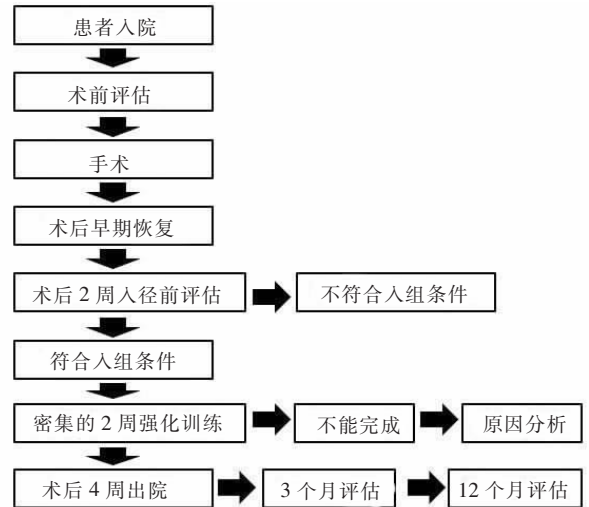 患者入院
术前评估
手术
术后早期恢复
术后 2 周入径前评估
不符合入组条件
符合入组条件
密集的 2 周强化训练
不能完成
原因分析
术后 4 周出院
3 个月评估
12 个月评估